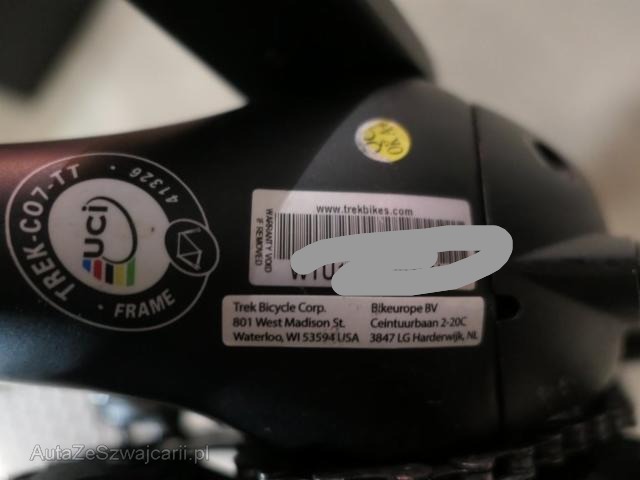 TREK-C07-TT · 41326 · FRAME
uci
www.trekbikes.com
WARRANTY VOID
IF REMOVED
Trek Bicycle Corp.
801 West Madison St.
Waterloo, WI 53594 USA
Bikeurope BV
Ceintuurbaan 2-20C
3847 LG Harderwijk, NL
AutaZeSzwajcarii.pl